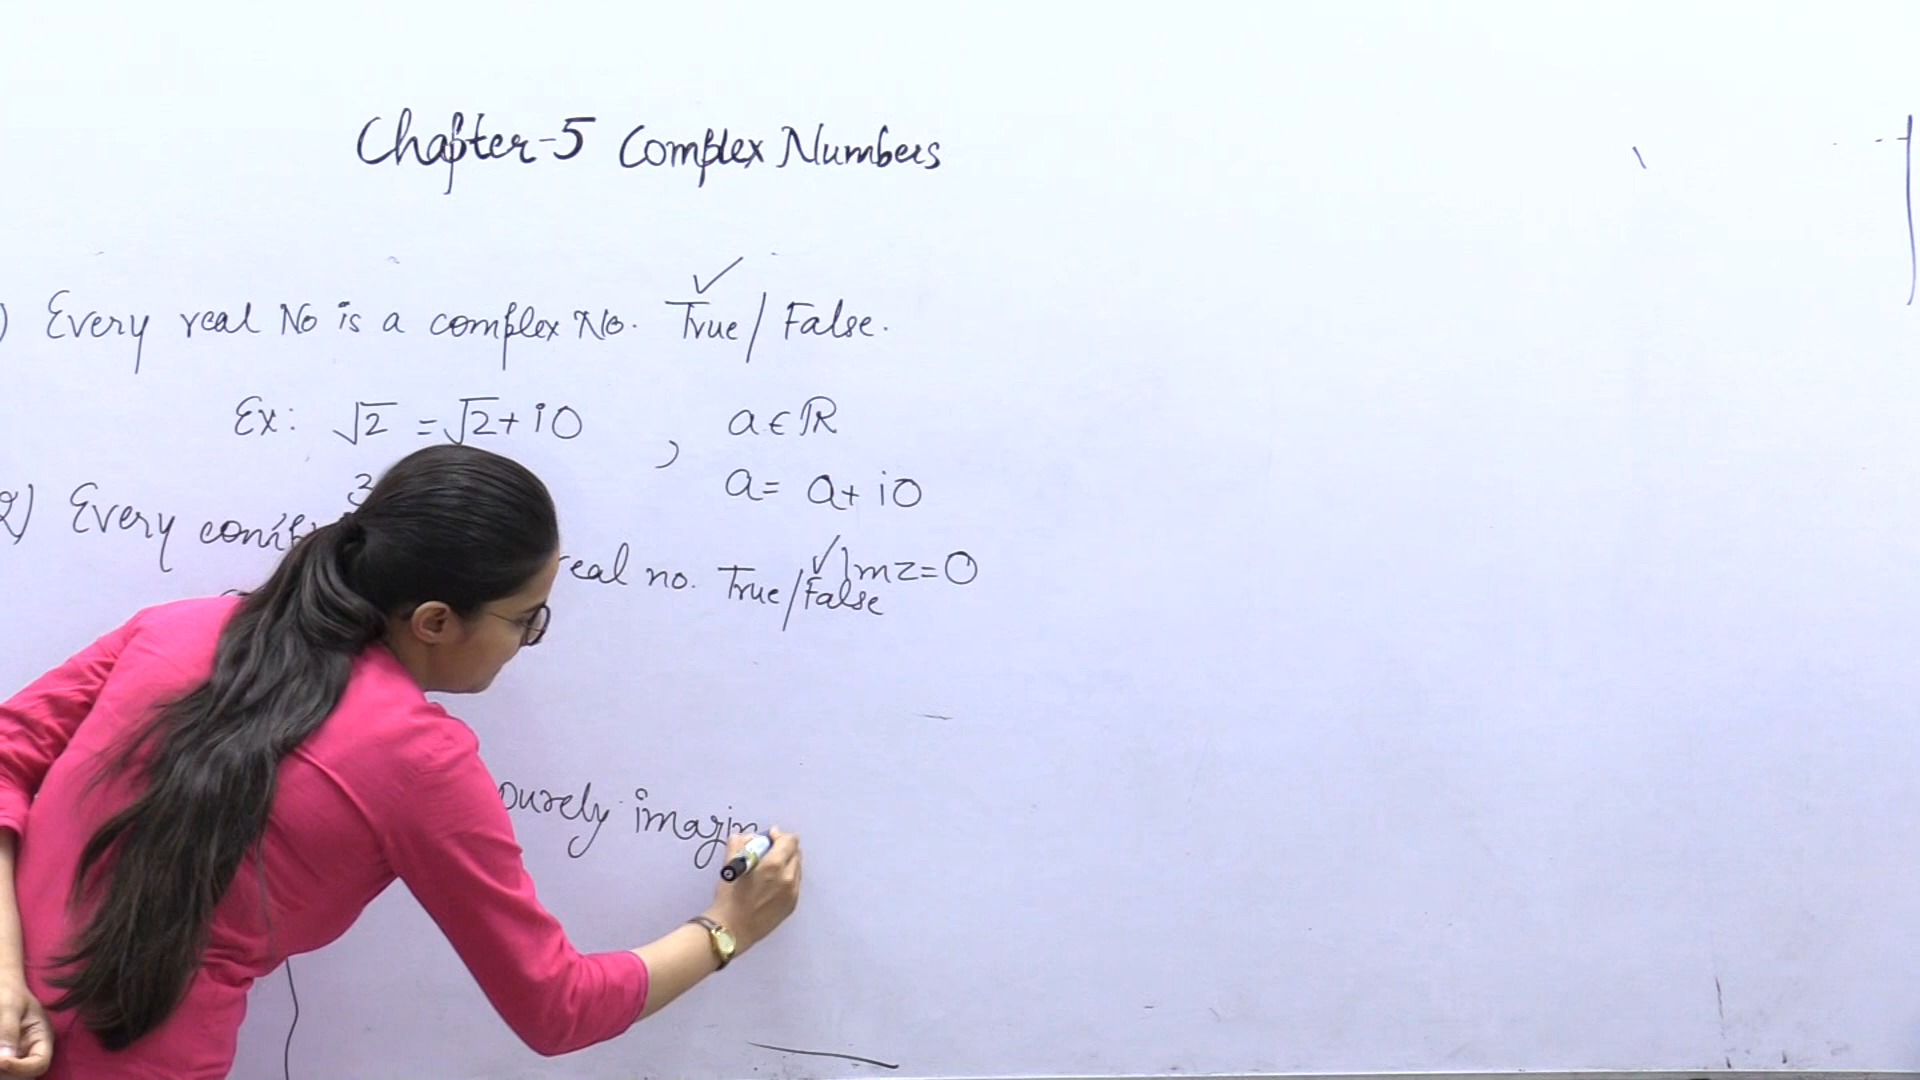 Chapter-5 Complex Numbers
) Every real No is a complex No. True/False.
Ex: √2 = √2 + i0 , a ∈ ℝ
3
a = a + i0
2) Every real no. True/False ✓ Im z = 0
purely imagin